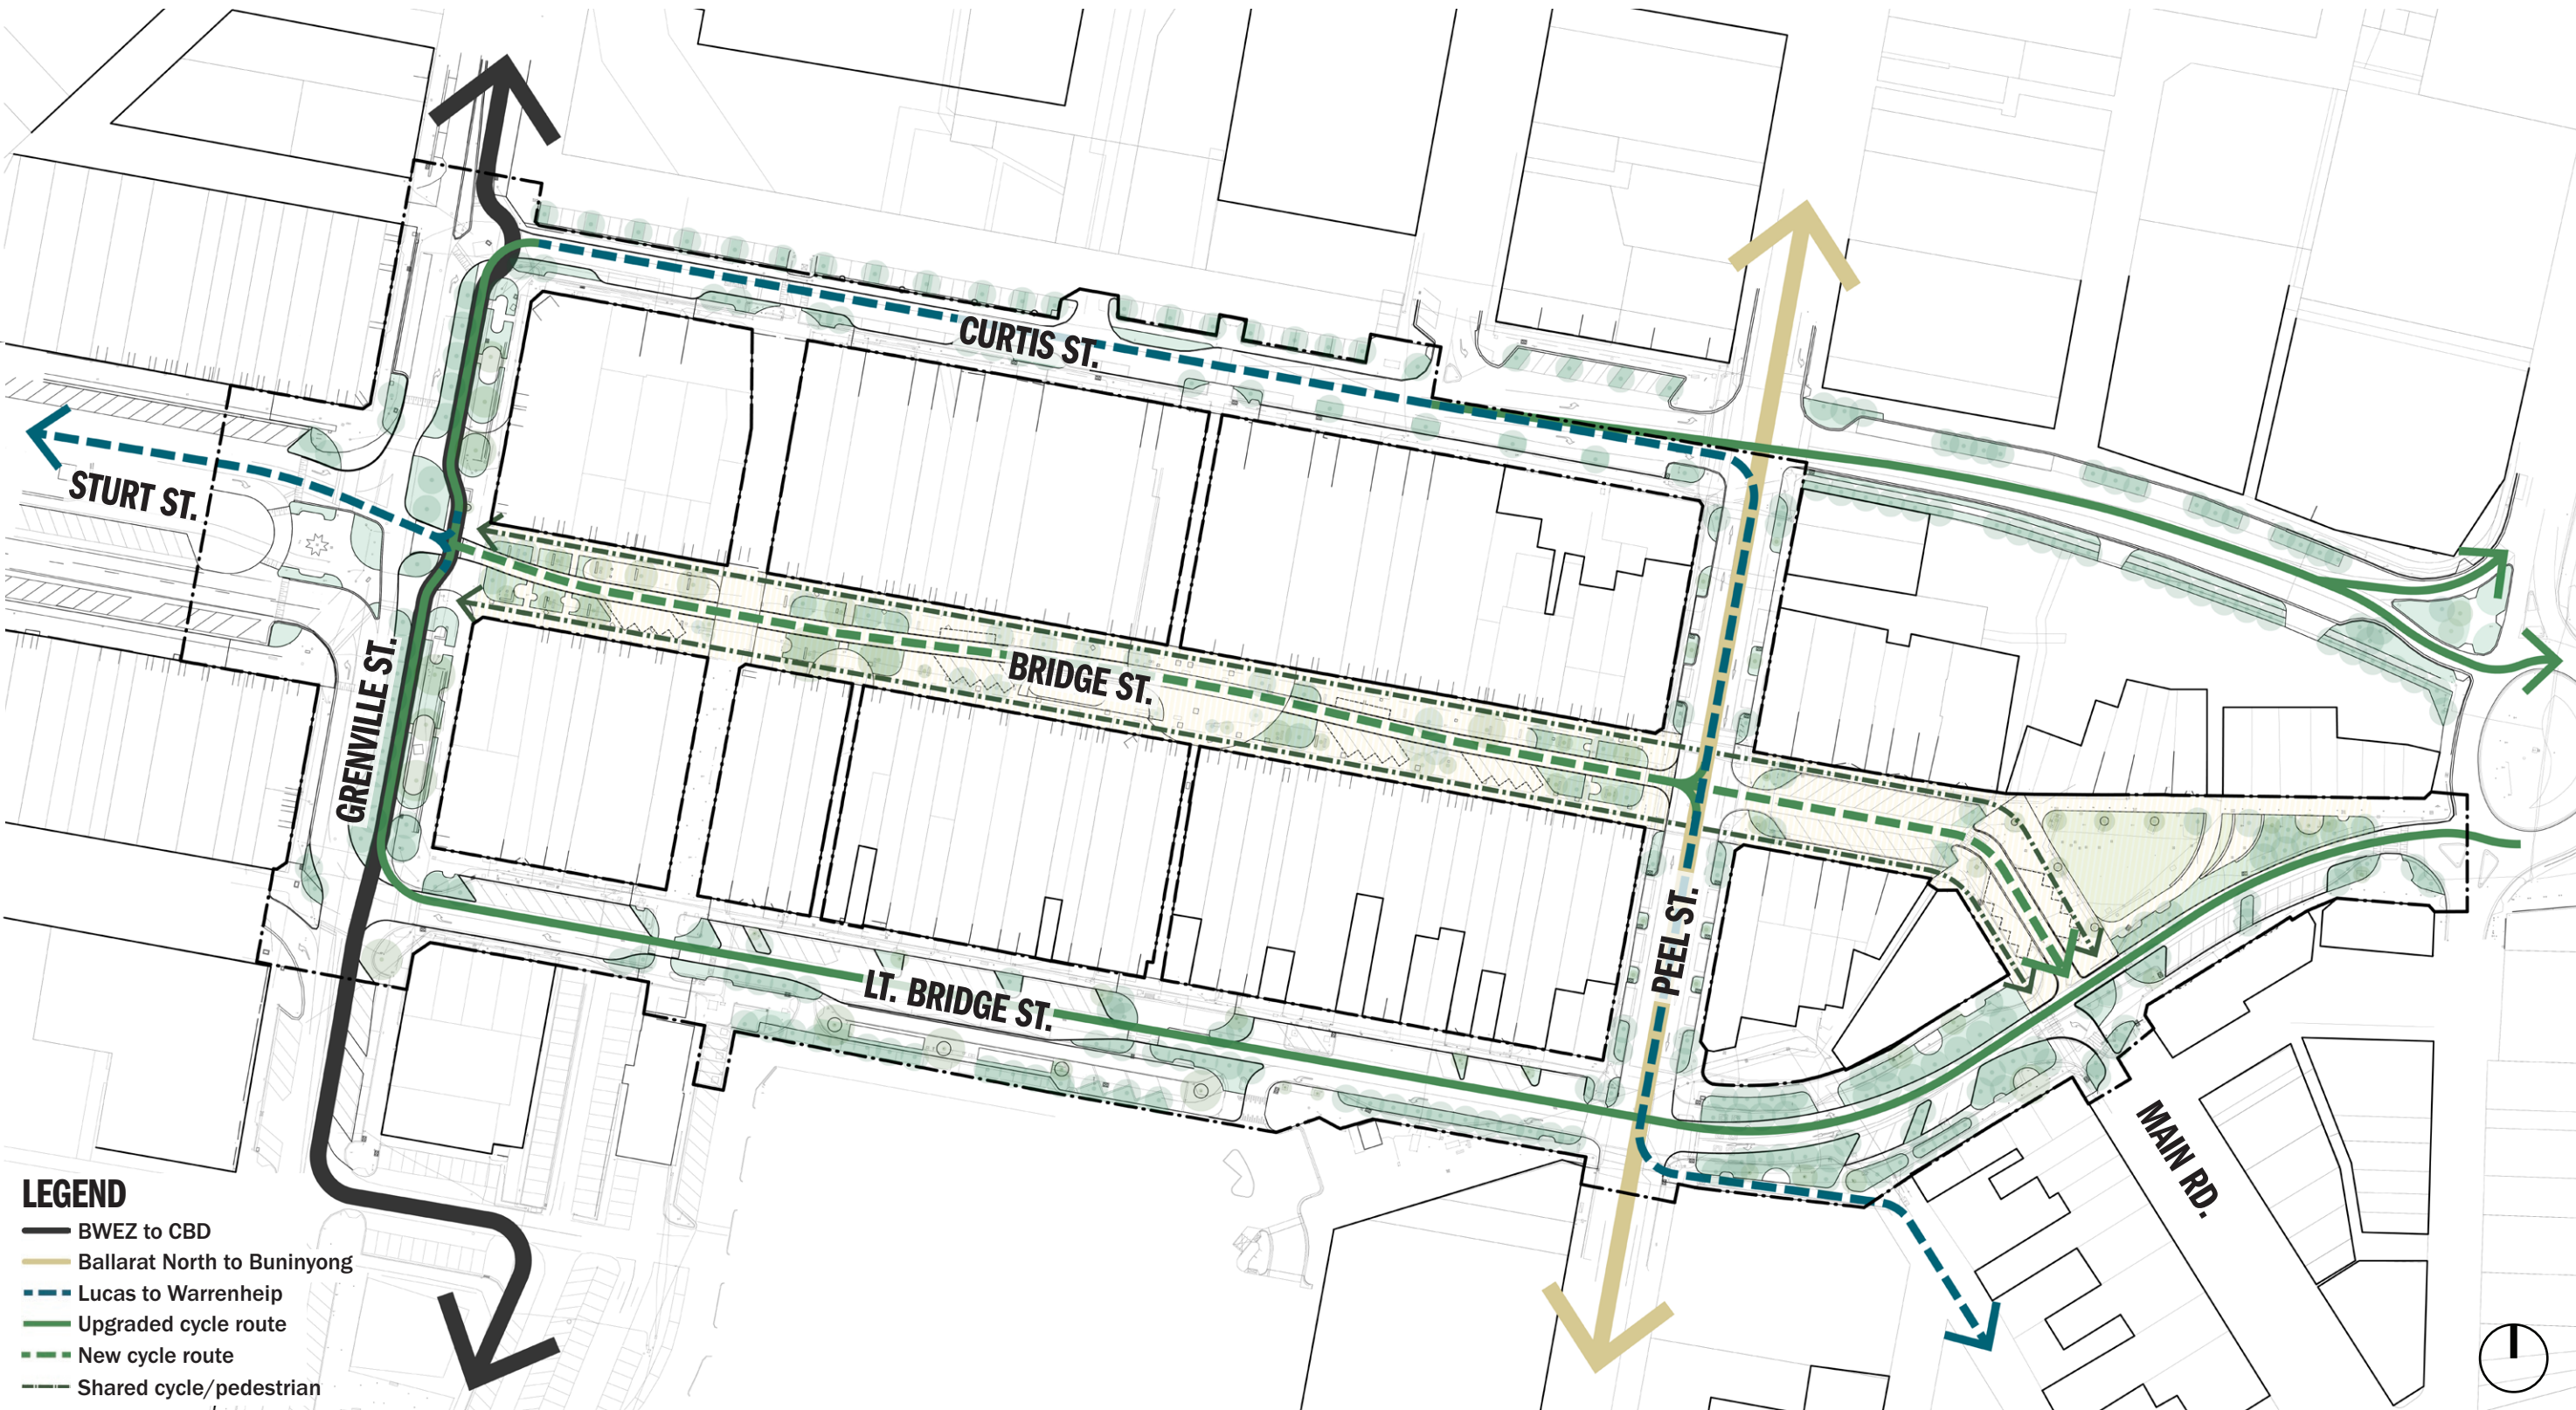 CURTIS ST.
STURT ST.
BRIDGE ST.
GRENVILLE ST.
PEEL ST.
LT. BRIDGE ST.
MAIN RD.
LEGEND
BWEZ to CBD
Ballarat North to Buninyong
Lucas to Warrenheip
Upgraded cycle route
New cycle route
Shared cycle/pedestrian